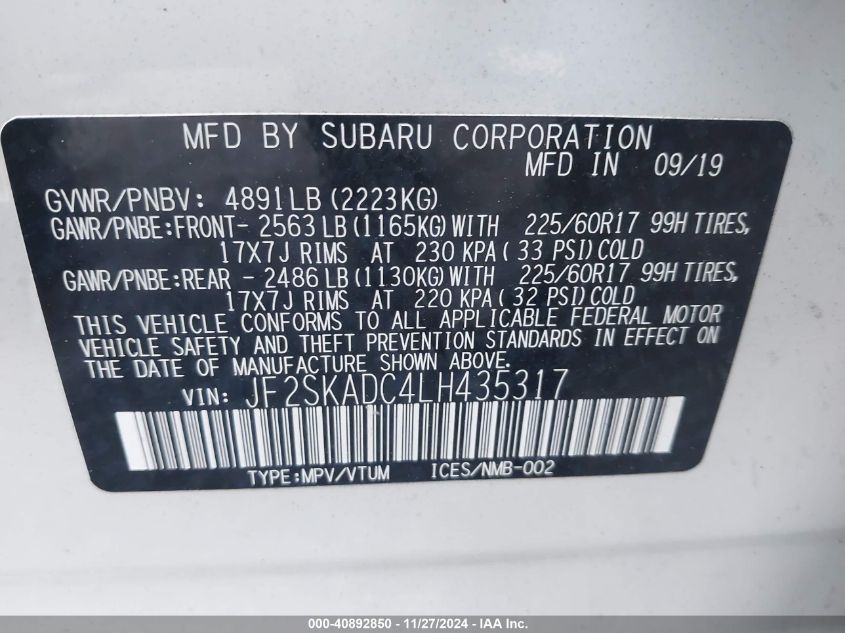 MFD BY SUBARU CORPORATION
MFD IN 09/19
GVWR/PNBV: 4891LB (2223KG)
GAWR/PNBE:FRONT- 2563 LB (1165KG) WITH 225/60R17 99H TIRES,
17X7J RIMS AT 230 KPA( 33 PSI) COLD
GAWR/PNBE:REAR - 2486 LB (1130KG) WITH 225/60R17 99H TIRES,
17X7J RIMS AT 220 KPA( 32 PSI) COLD
THIS VEHICLE CONFORMS TO ALL APPLICABLE FEDERAL MOTOR
VEHICLE SAFETY AND THEFT PREVENTION STANDARDS IN EFFECT ON
THE DATE OF MANUFACTURE SHOWN ABOVE.
VIN: JF2SKADC4LH435317
TYPE:MPV/VTUM ICES/NMB-002
000-40892850 - 11/27/2024 - IAA Inc.